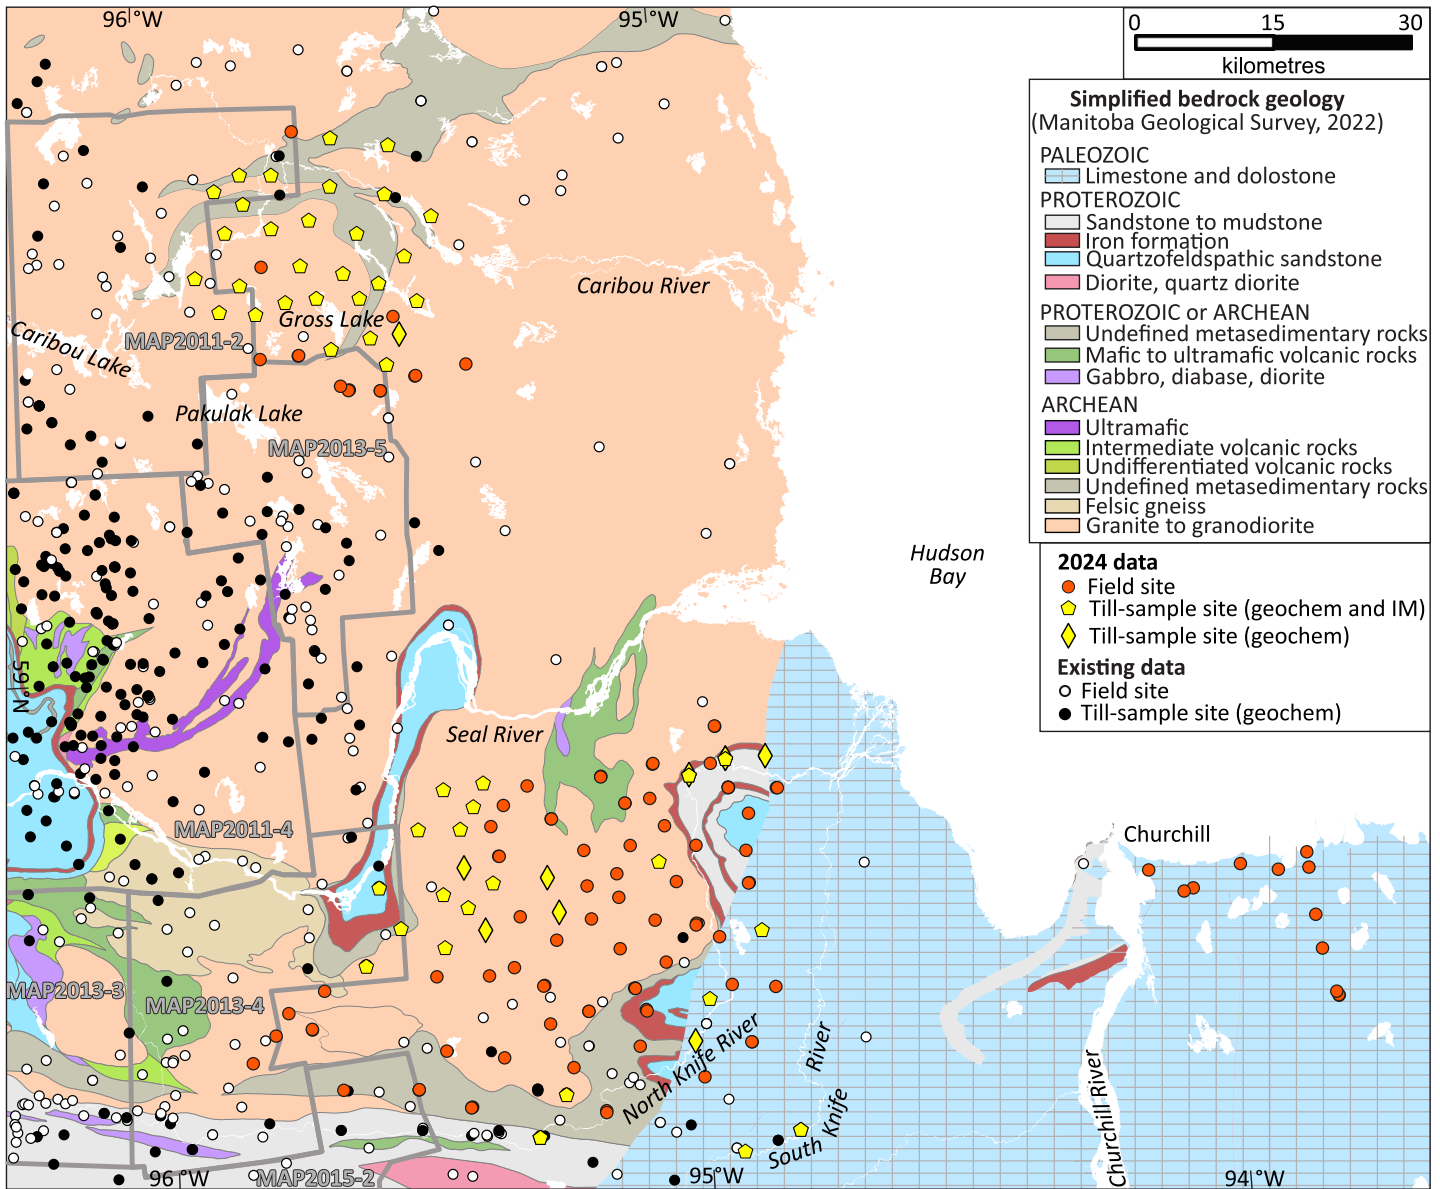 96°W
95°W
0 15 30
kilometres
Simplified bedrock geology
(Manitoba Geological Survey, 2022)
PALEOZOIC
Limestone and dolostone
PROTEROZOIC
Sandstone to mudstone
Iron formation
Quartzofeldspathic sandstone
Diorite, quartz diorite
PROTEROZOIC or ARCHEAN
Undefined metasedimentary rocks
Mafic to ultramafic volcanic rocks
Gabbro, diabase, diorite
ARCHEAN
Ultramafic
Intermediate volcanic rocks
Undifferentiated volcanic rocks
Undefined metasedimentary rocks
Felsic gneiss
Granite to granodiorite
2024 data
Field site
Till-sample site (geochem and IM)
Till-sample site (geochem)
Existing data
Field site
Till-sample site (geochem)
Caribou River
Gross Lake
MAP2011-2
Caribou Lake
Pakulak Lake
MAP2013-5
Hudson
Bay
59°N
Seal River
MAP2011-4
Churchill
MAP2013-3
MAP2013-4
North Knife River
South Knife
River
Churchill River
MAP2015-2
96°W
95°W
94°W